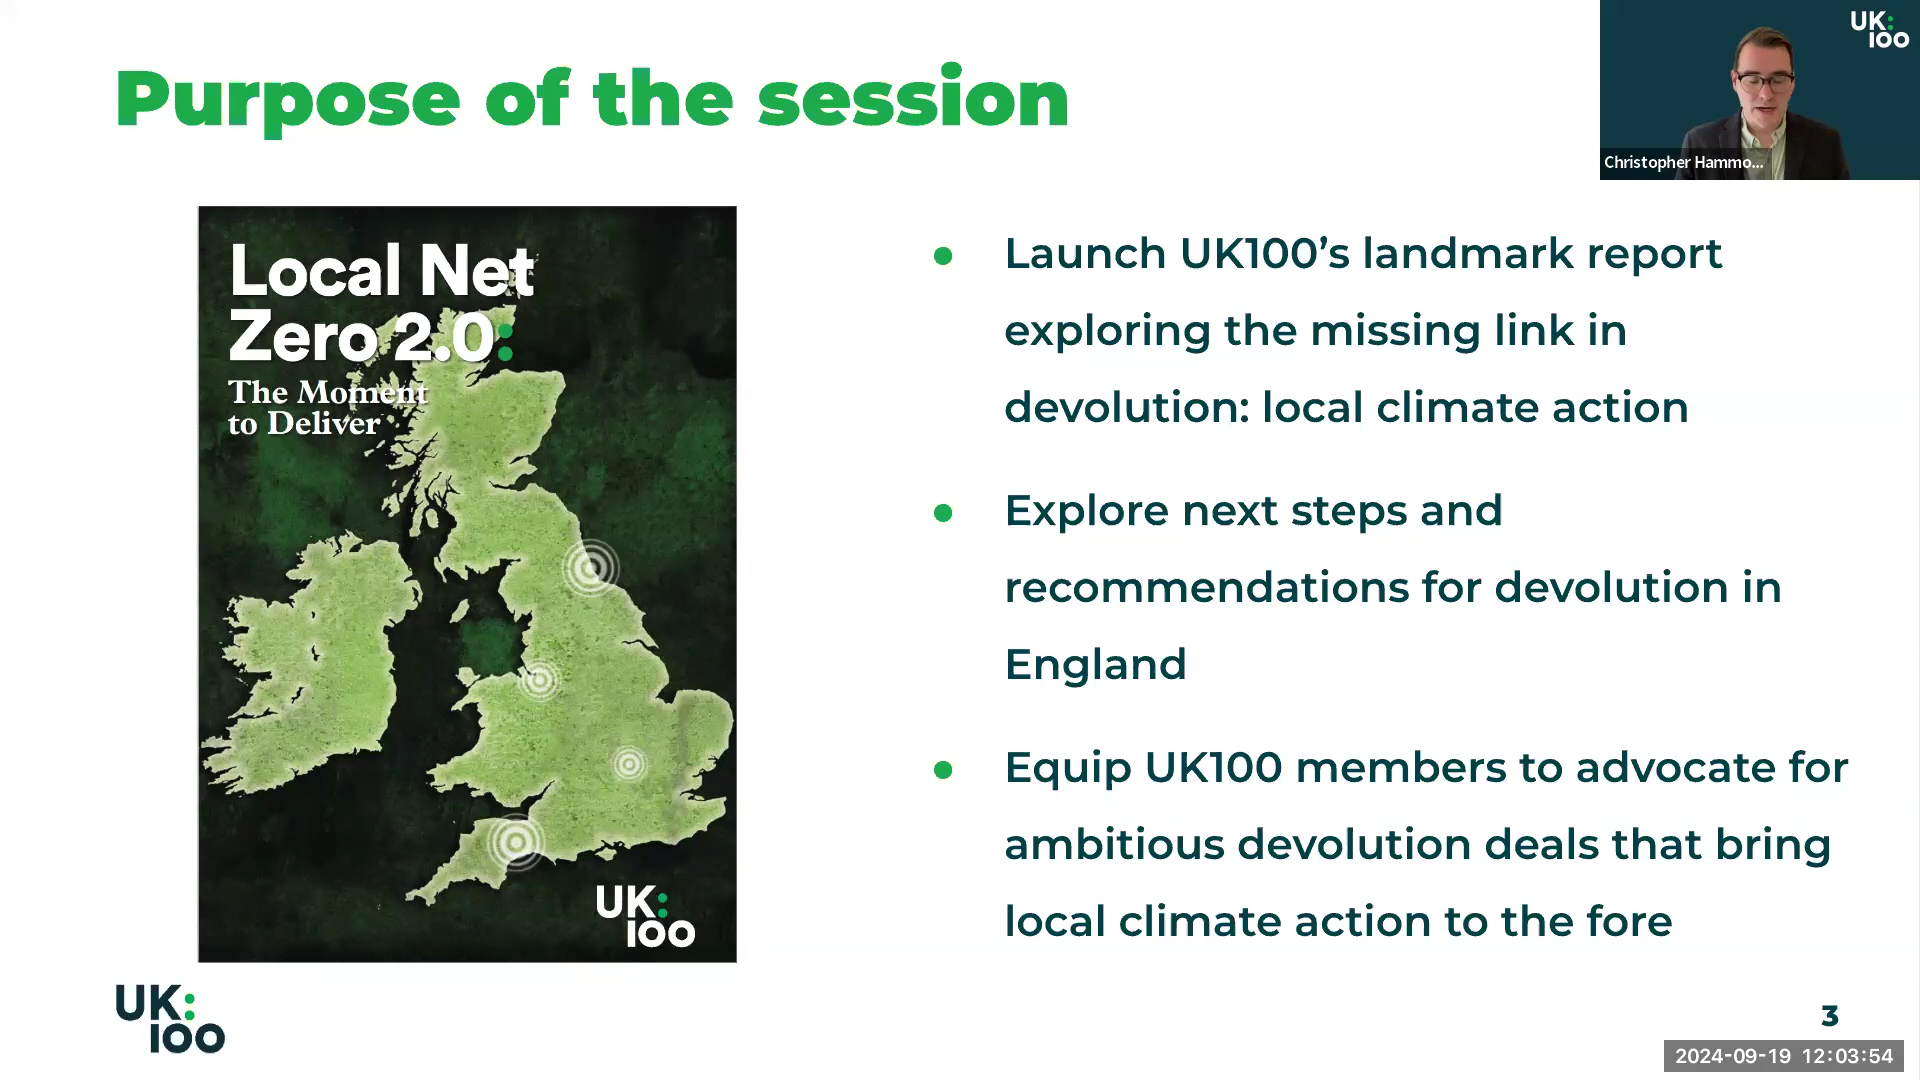 Purpose of the session
UK:
100
Christopher Hammo...
Local Net
Zero 2.0:
The Moment
to Deliver
UK:
100
• Launch UK100’s landmark report
exploring the missing link in
devolution: local climate action
• Explore next steps and
recommendations for devolution in
England
• Equip UK100 members to advocate for
ambitious devolution deals that bring
local climate action to the fore
UK:
100
3
2024-09-19 12:03:54